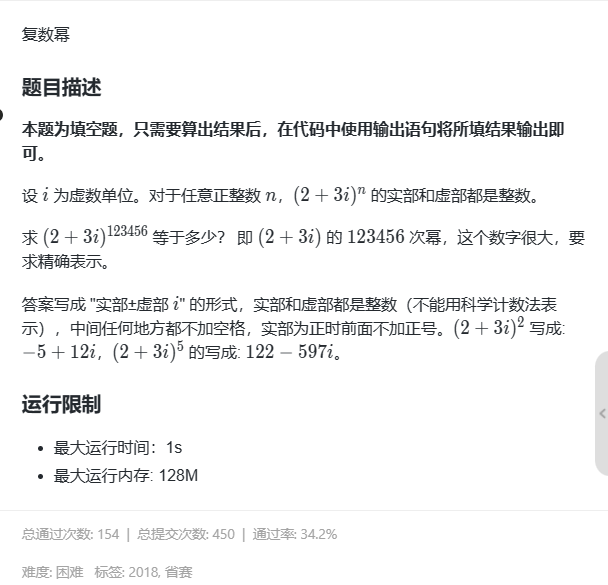 复数幂
题目描述
本题为填空题，只需要算出结果后，在代码中使用输出语句将所填结果输出即
可。
设 i 为虚数单位。对于任意正整数 n，(2 + 3i)^n 的实部和虚部都是整数。
求 (2 + 3i)^123456 等于多少？ 即 (2 + 3i) 的 123456 次幂，这个数字很大，要
求精确表示。
答案写成 "实部±虚部 i" 的形式，实部和虚部都是整数（不能用科学计数法表
示），中间任何地方都不加空格，实部为正时前面不加正号。(2 + 3i)^2 写成:
−5 + 12i，(2 + 3i)^5 的写成: 122 − 597i。
运行限制
• 最大运行时间：1s
• 最大运行内存: 128M
总通过次数: 154 | 总提交次数: 450 | 通过率: 34.2%
难度: 困难 标签: 2018, 省赛